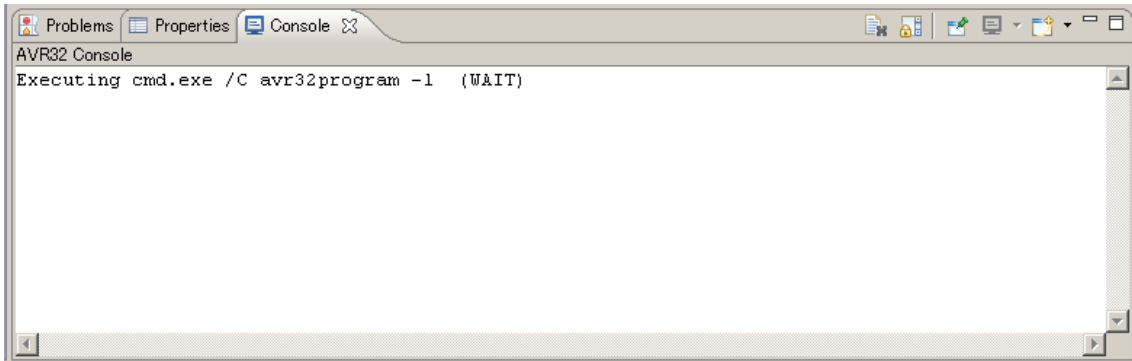 Problems Properties Console
AVR32 Console
Executing cmd.exe /C avr32program -l (WAIT)